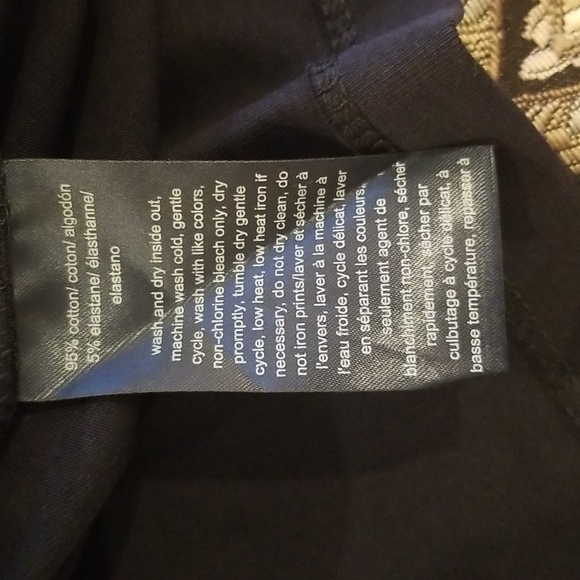 95% cotton/ coton/ algodón
5% elastane/ élasthanne/
elastano
wash and dry inside out,
machine wash cold, gentle
cycle, wash with like colors,
non-chlorine bleach only, dry
promptly, tumble dry gentle
cycle, low heat, low heat iron if
necessary, do not dry clean, do
not iron prints/laver et sécher à
l'envers, laver à la machine à
l'eau froide, cycle délicat, laver
en séparant les couleurs,
seulement agent de
blanchiment non-chlore, sécher
rapidement, sécher par
culbutage à cycle délicat, à
basse température, repasser à